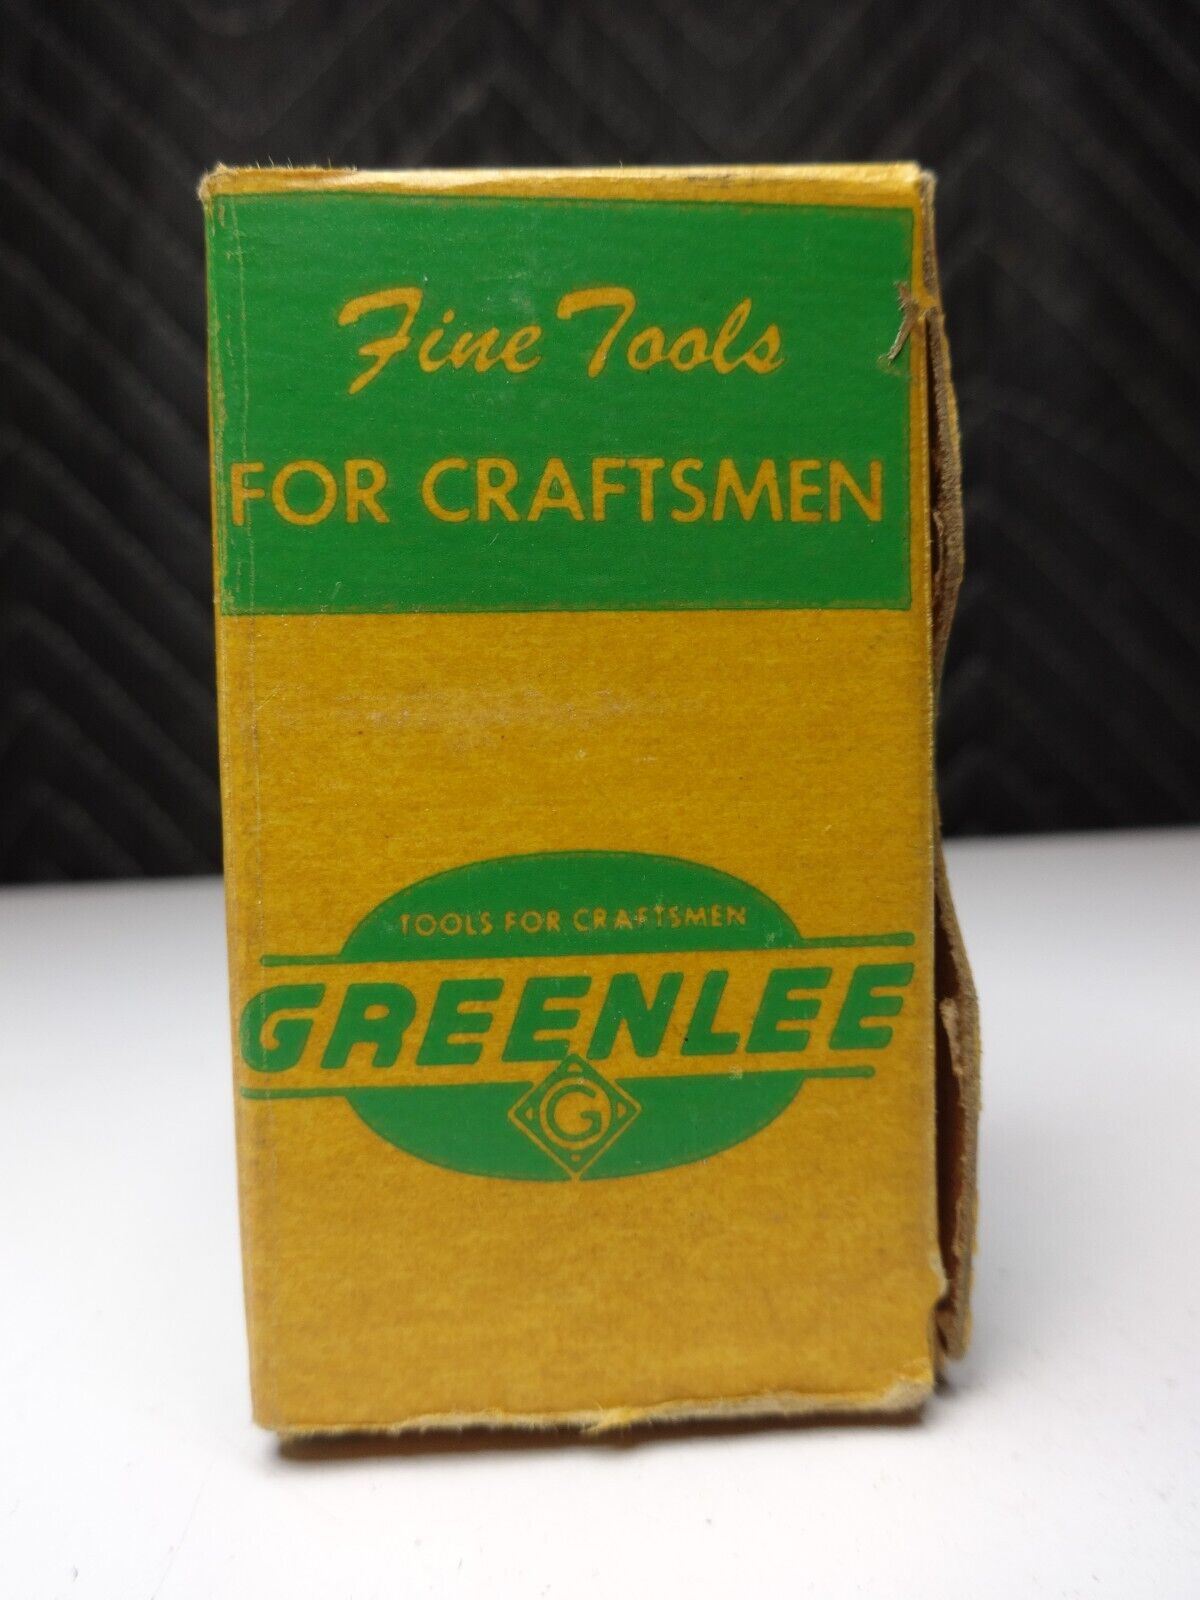 Fine Tools
FOR CRAFTSMEN
TOOLS FOR CRAFTSMEN
GREENLEE
G